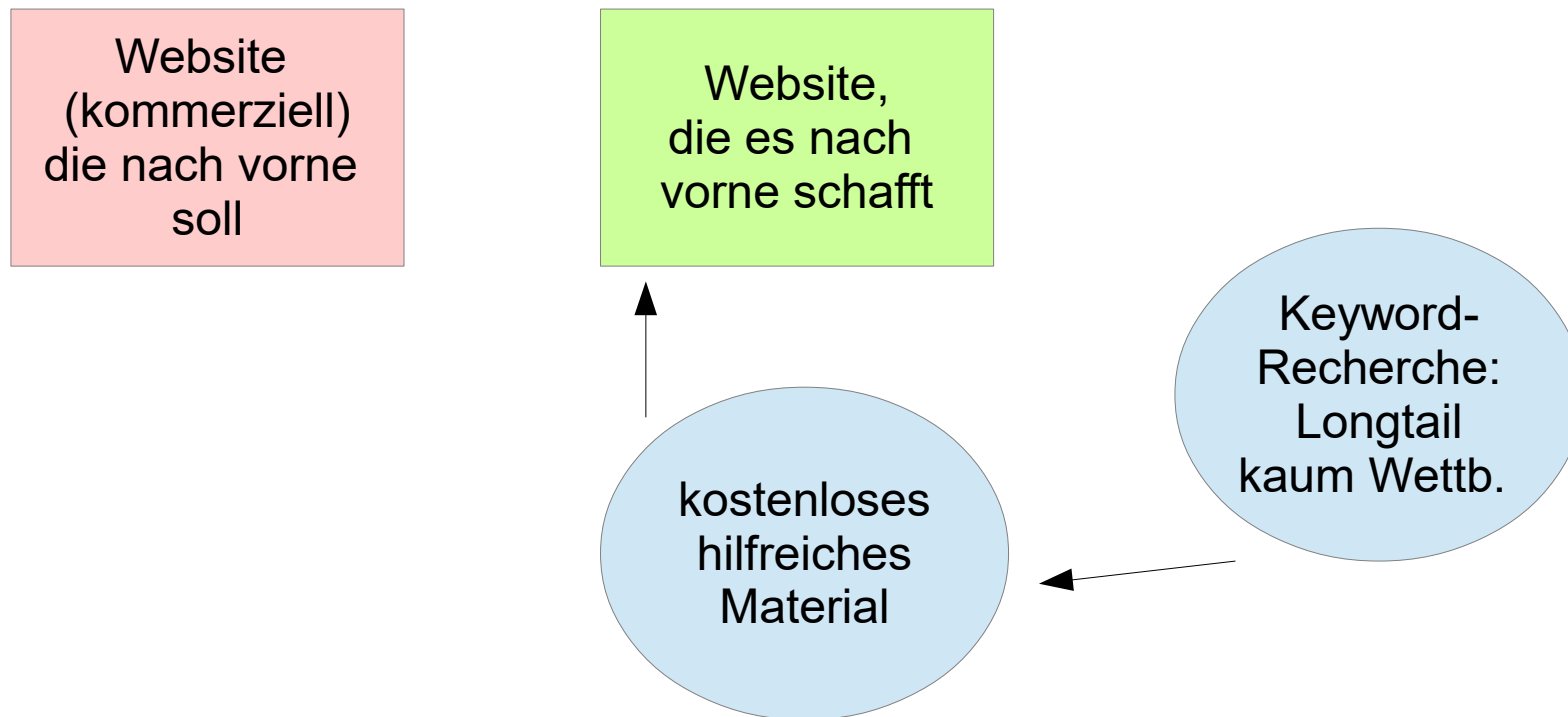 Website
(kommerziell)
die nach vorne
soll
Website,
die es nach
vorne schafft
Keyword-
Recherche:
Longtail
kaum Wettb.
kostenloses
hilfreiches
Material